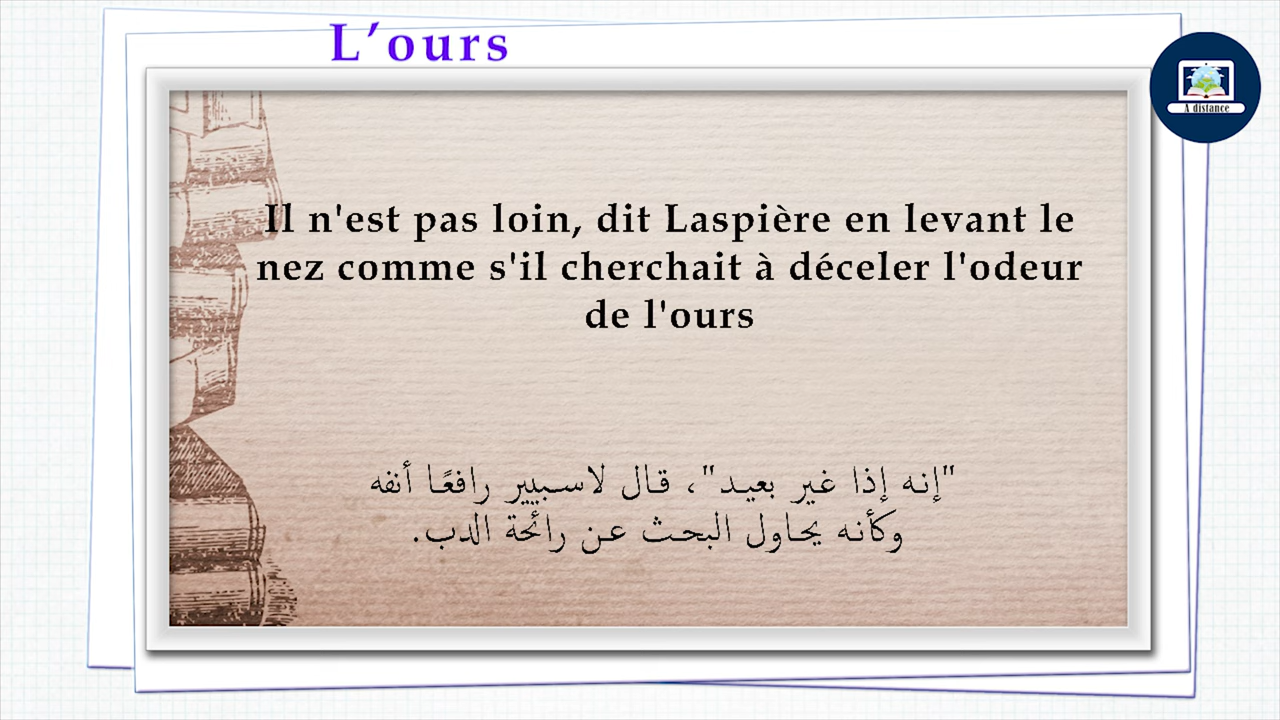 L’ours
A distance
Il n'est pas loin, dit Laspière en levant le
nez comme s'il cherchait à déceler l'odeur
de l'ours
"إنه إذا غير بعيد"، قال لاسبيير رافعًا أنفه
وكأنه يحاول البحث عن رائحة الدب.